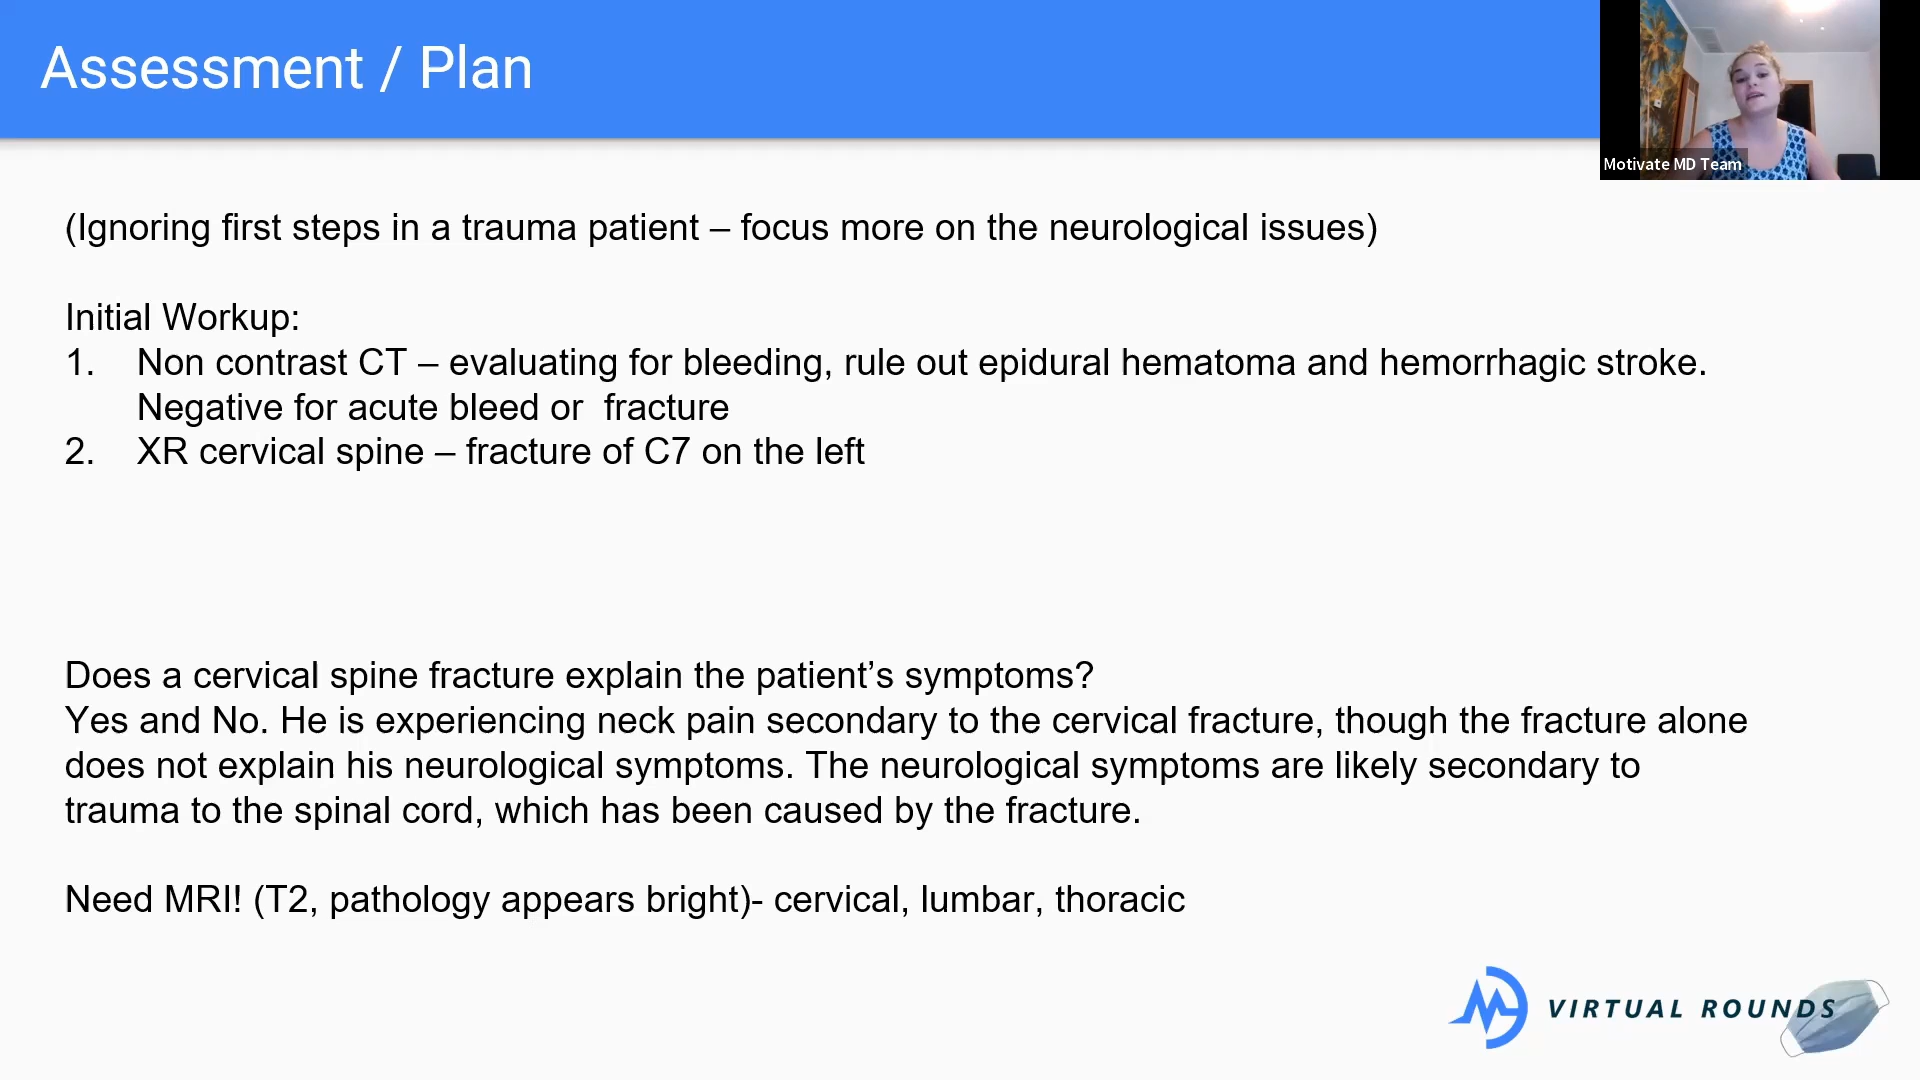 Assessment / Plan
Motivate MD Team
(Ignoring first steps in a trauma patient – focus more on the neurological issues)
Initial Workup:
1. Non contrast CT – evaluating for bleeding, rule out epidural hematoma and hemorrhagic stroke.
Negative for acute bleed or  fracture
2. XR cervical spine – fracture of C7 on the left
Does a cervical spine fracture explain the patient’s symptoms?
Yes and No. He is experiencing neck pain secondary to the cervical fracture, though the fracture alone
does not explain his neurological symptoms. The neurological symptoms are likely secondary to
trauma to the spinal cord, which has been caused by the fracture.
Need MRI! (T2, pathology appears bright)- cervical, lumbar, thoracic
VIRTUAL ROUNDS